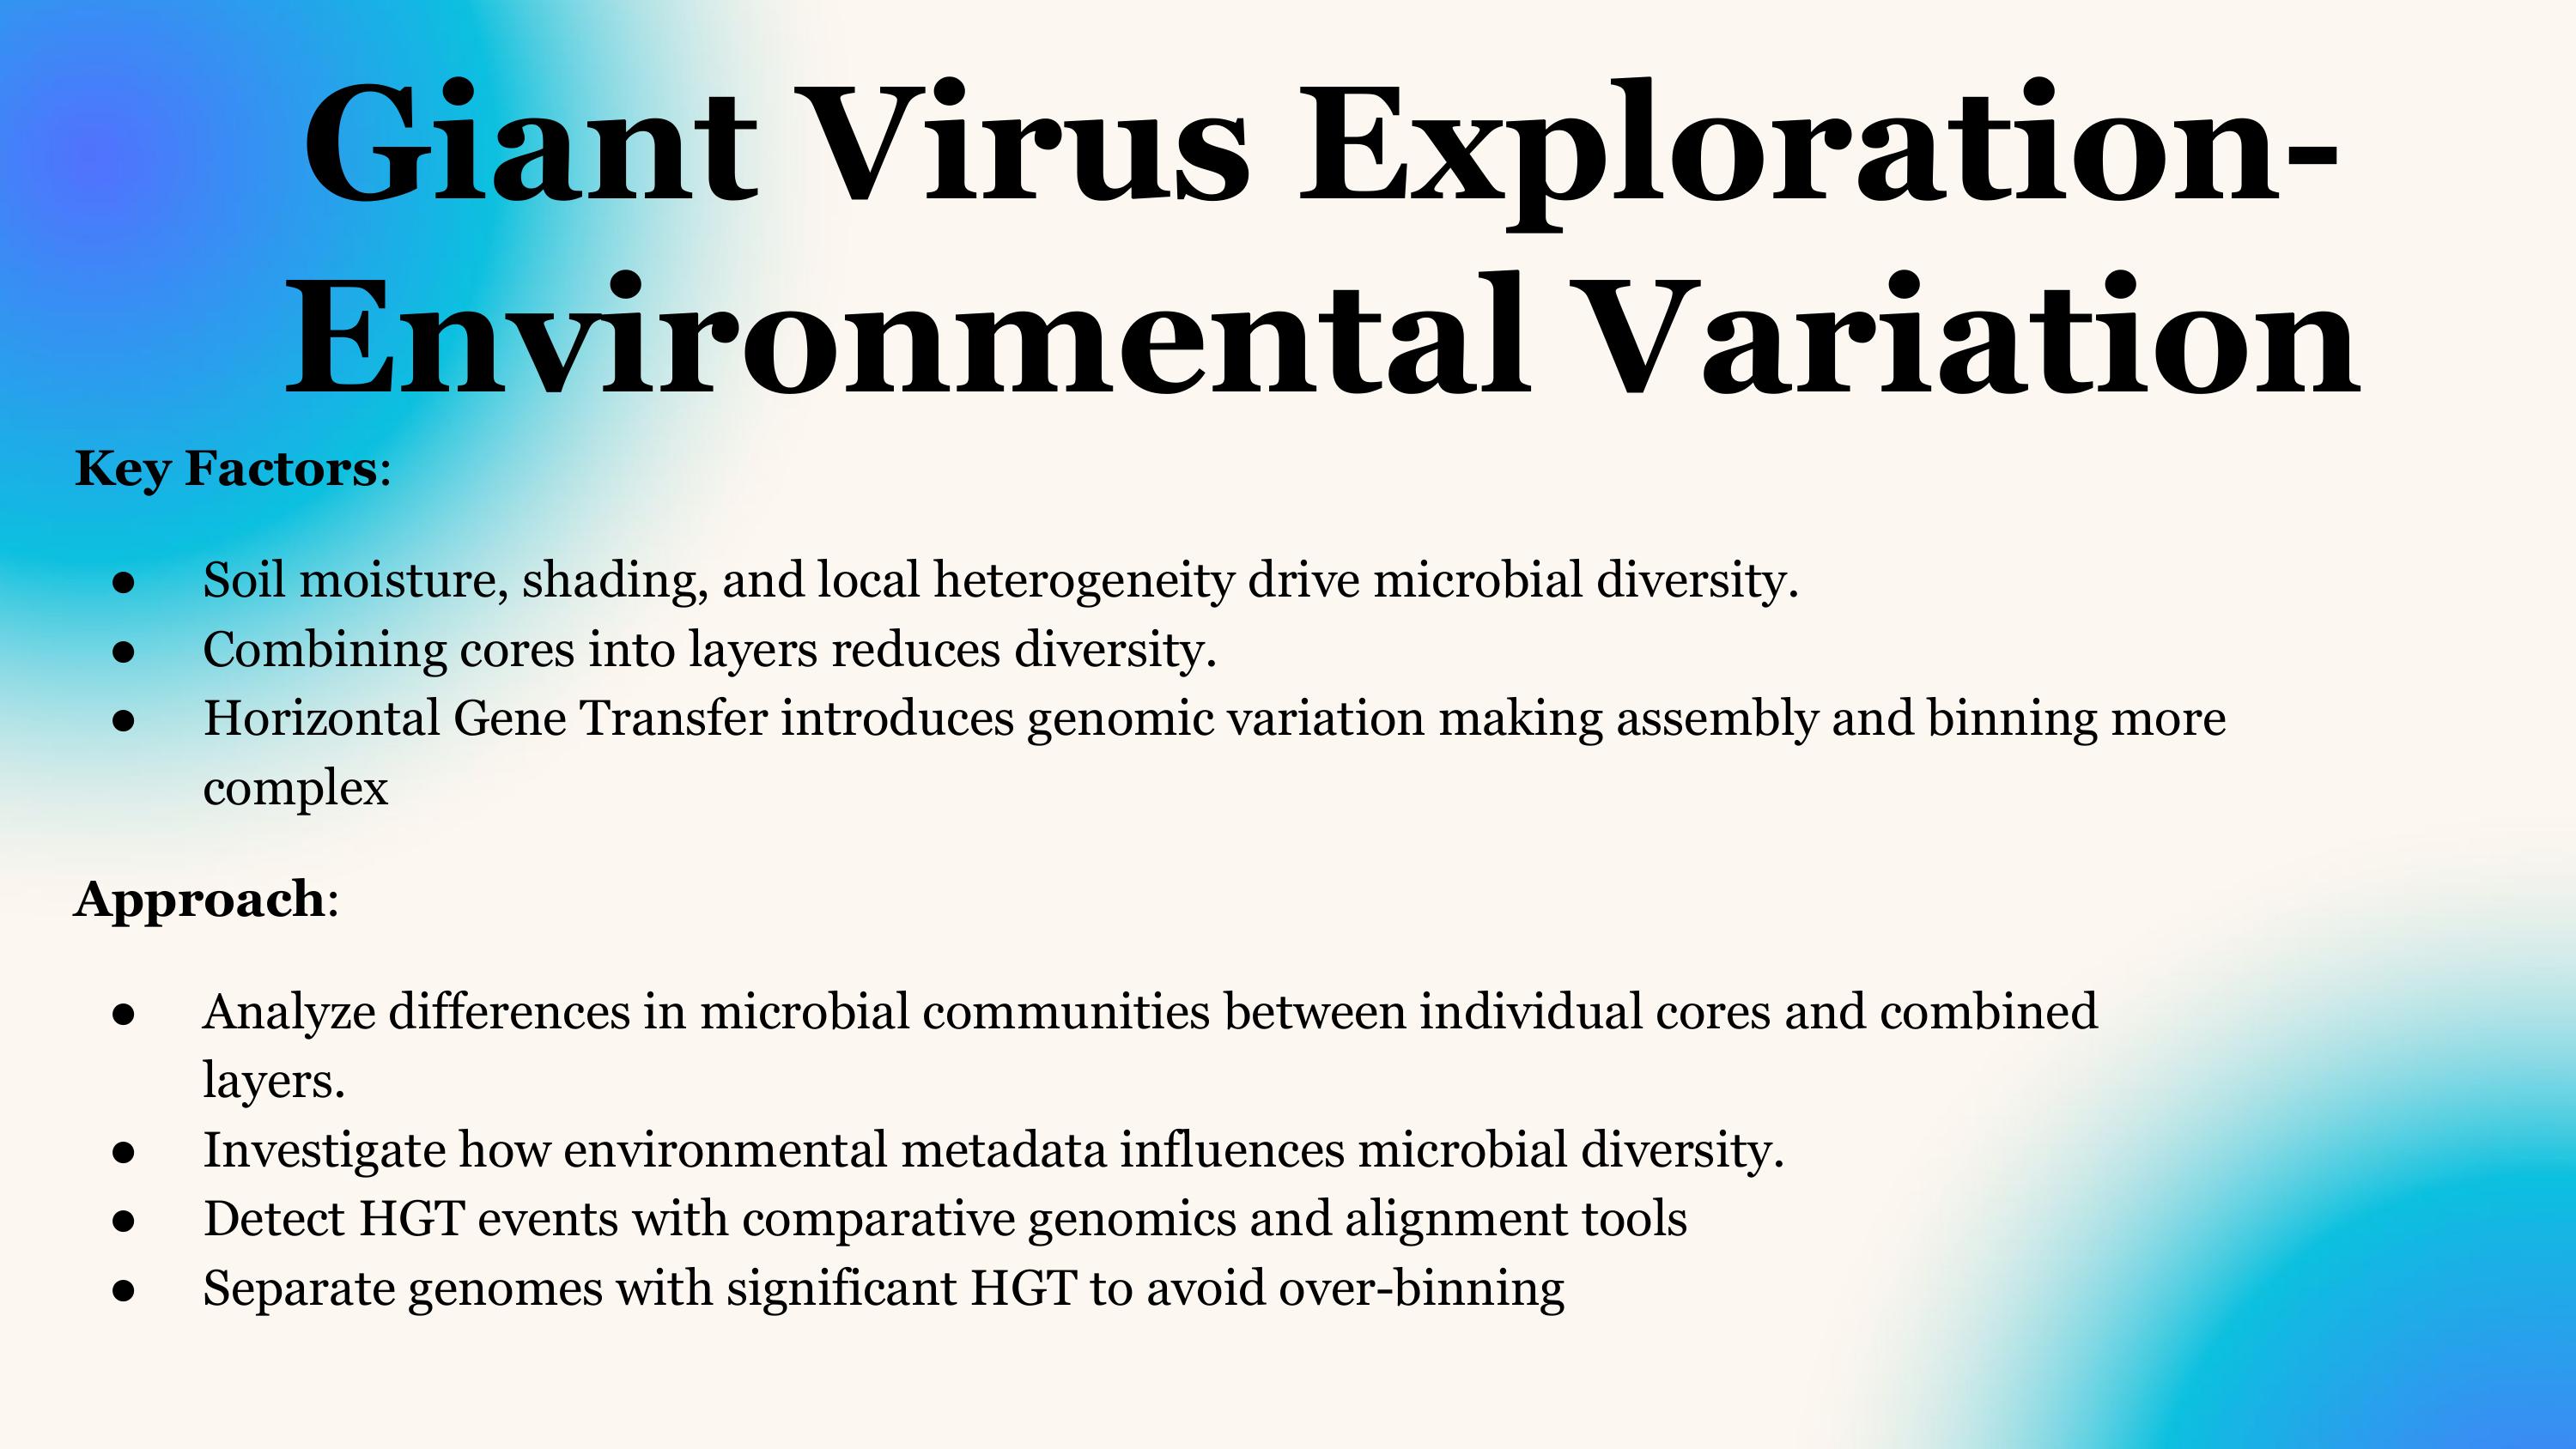 Giant Virus Exploration-
Environmental Variation
Key Factors:
● Soil moisture, shading, and local heterogeneity drive microbial diversity.
● Combining cores into layers reduces diversity.
● Horizontal Gene Transfer introduces genomic variation making assembly and binning more
complex
Approach:
● Analyze differences in microbial communities between individual cores and combined
layers.
● Investigate how environmental metadata influences microbial diversity.
● Detect HGT events with comparative genomics and alignment tools
● Separate genomes with significant HGT to avoid over-binning